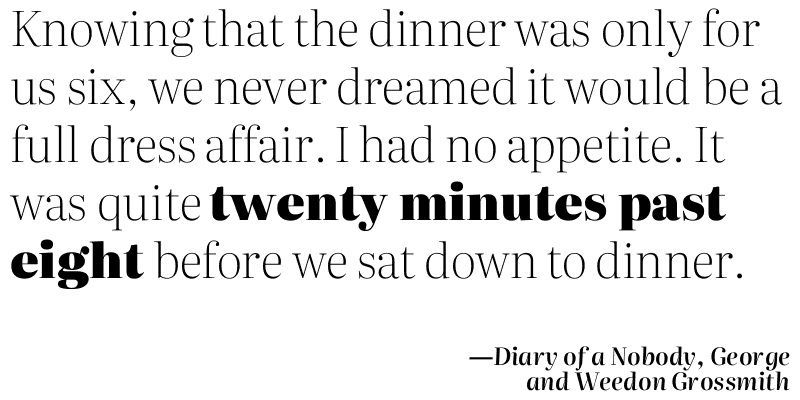 Knowing that the dinner was only for
us six, we never dreamed it would be a
full dress affair. I had no appetite. It
was quite twenty minutes past
eight before we sat down to dinner.
—Diary of a Nobody, George
and Weedon Grossmith